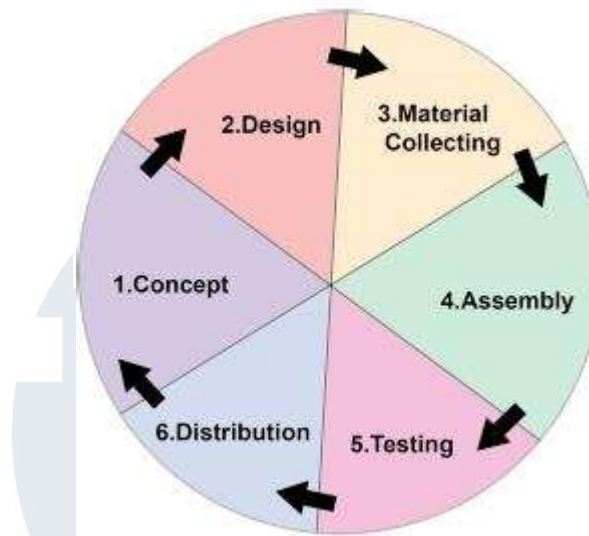 1.Concept
2.Design
3.Material
Collecting
4.Assembly
5.Testing
6.Distribution